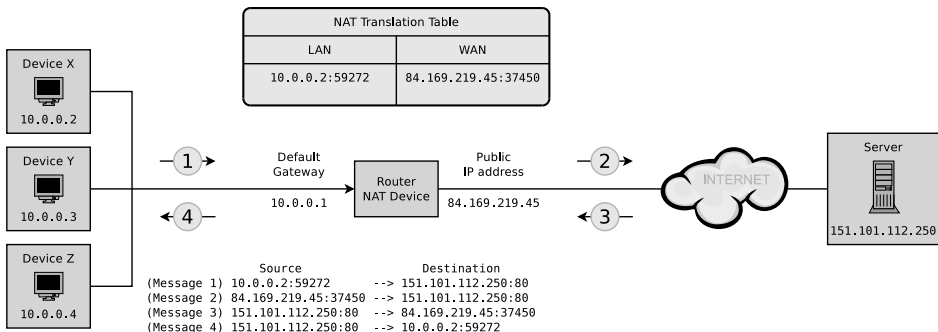 NAT Translation Table
LAN WAN
10.0.0.2:59272 84.169.219.45:37450
Device X
10.0.0.2
Device Y
10.0.0.3
Device Z
10.0.0.4
1
4
Default
Gateway
10.0.0.1
Router
NAT Device
Public
IP address
84.169.219.45
2
3
INTERNET
Server
151.101.112.250
Source Destination
(Message 1) 10.0.0.2:59272 --> 151.101.112.250:80
(Message 2) 84.169.219.45:37450 --> 151.101.112.250:80
(Message 3) 151.101.112.250:80 --> 84.169.219.45:37450
(Message 4) 151.101.112.250:80 --> 10.0.0.2:59272